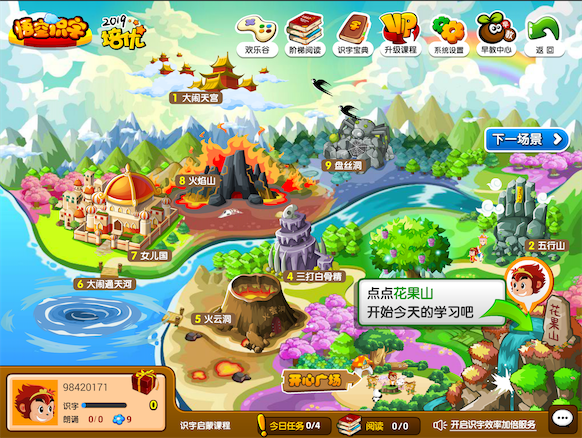 悟空识字
2019
培优
欢乐谷
阶梯阅读
识字宝典
VIP
升级课程
系统设置
早教
早教中心
返回
1 大闹天宫
下一场景
9 盘丝洞
8 火焰山
7 女儿国
2 五行山
6 大闹通天河
4 三打白骨精
点点花果山
开始今天的学习吧
花果山
5 火云洞
开心广场
98420171
识字
0
朗诵 0/0 9
识字启蒙课程
今日任务 0/4
阅读 0/0
开启识字效率加倍服务